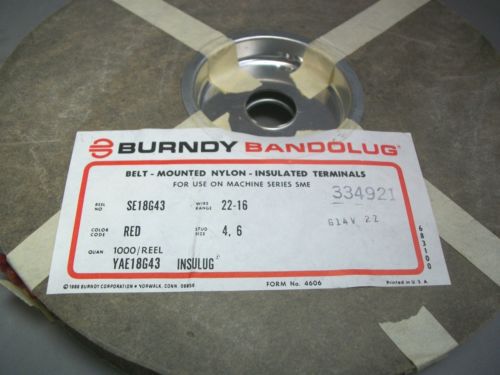 BURNDY BANDOLUG
BELT - MOUNTED NYLON - INSULATED TERMINALS
FOR USE ON MACHINE SERIES SME
334921
REEL NO SE18G43 WIRE RANGE 22-16
G14V 22
COLOR CODE RED STUD SIZE 4, 6
QUAN 1000/REEL
YAE18G43 INSULUG
683100
BURNDY CORPORATION • NORWALK, CONN. FORM No. 4606 Printed in U S A